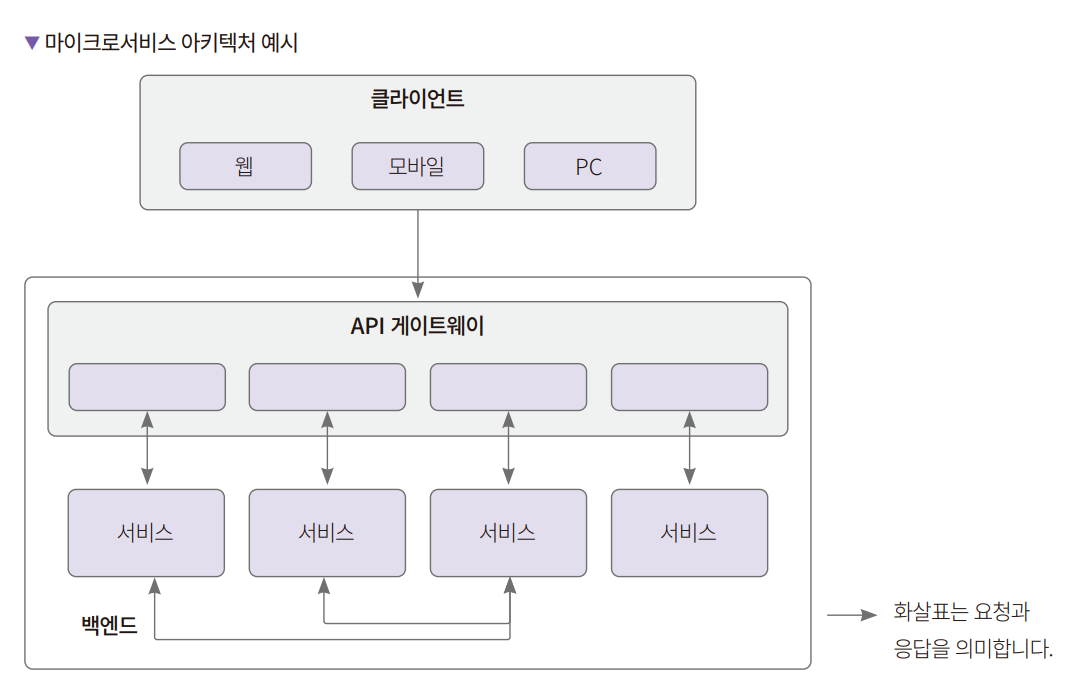 ▼ 마이크로서비스 아키텍처 예시
클라이언트
웹
모바일
PC
API 게이트웨이
서비스
서비스
서비스
서비스
백엔드
화살표는 요청과
응답을 의미합니다.